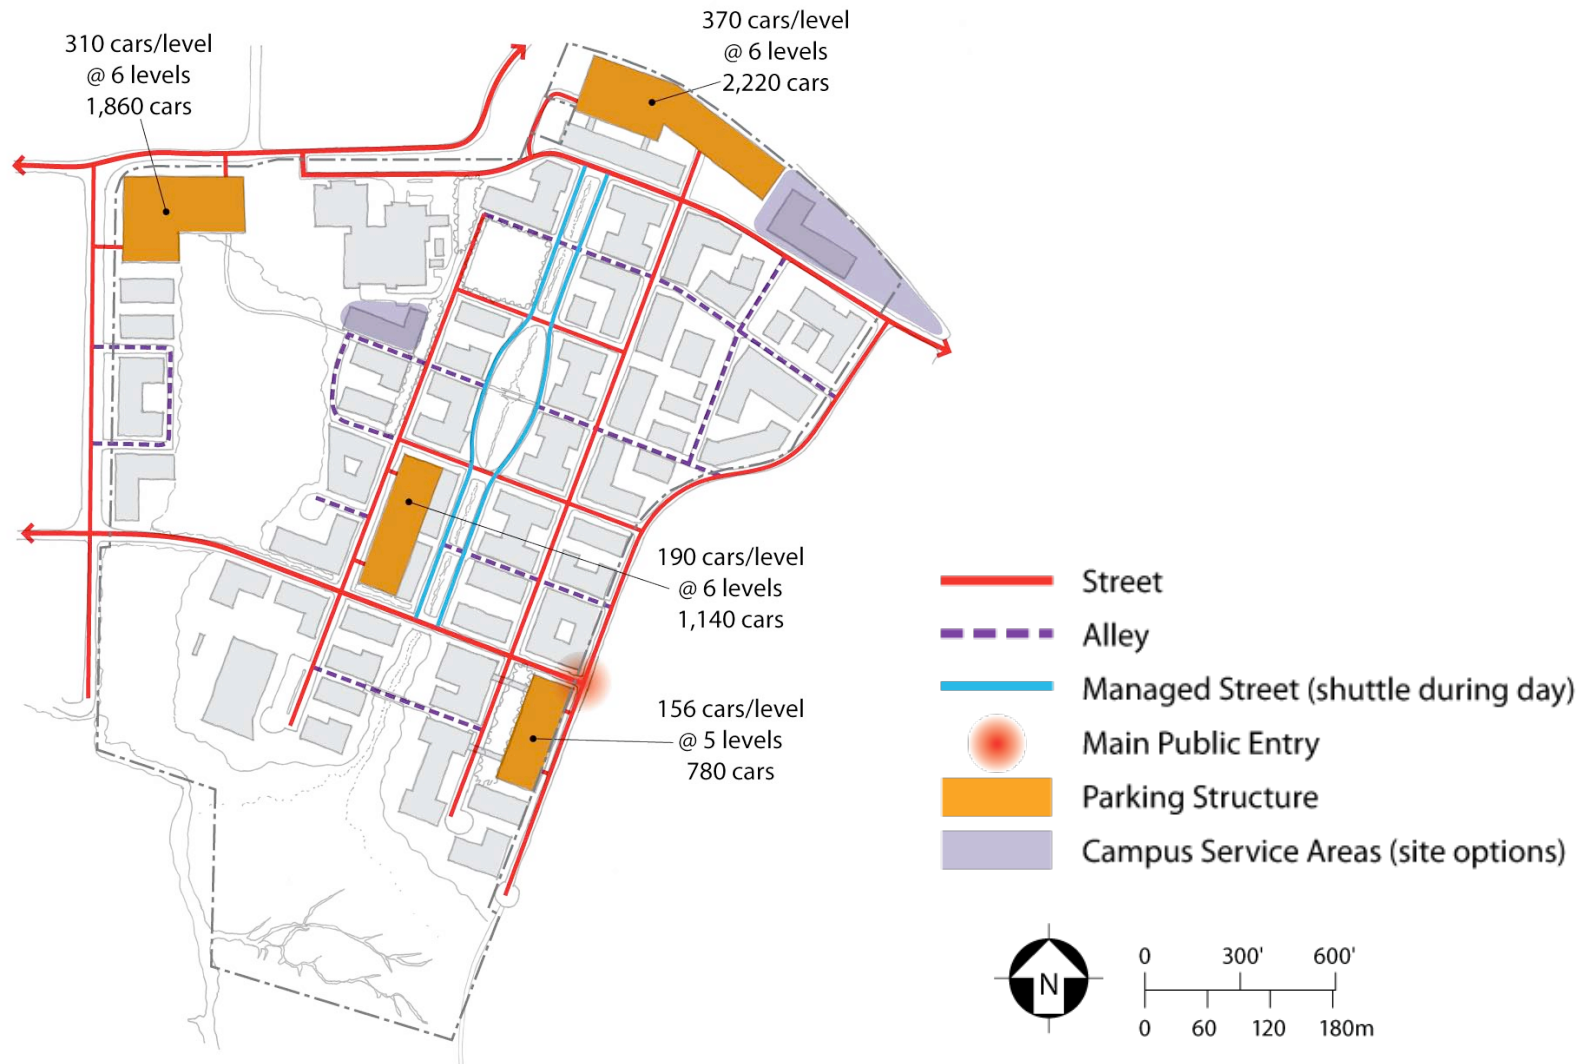 310 cars/level
@ 6 levels
1,860 cars
370 cars/level
@ 6 levels
2,220 cars
190 cars/level
@ 6 levels
1,140 cars
156 cars/level
@ 5 levels
780 cars
Street
Alley
Managed Street (shuttle during day)
Main Public Entry
Parking Structure
Campus Service Areas (site options)
N
0 300' 600'
0 60 120 180m